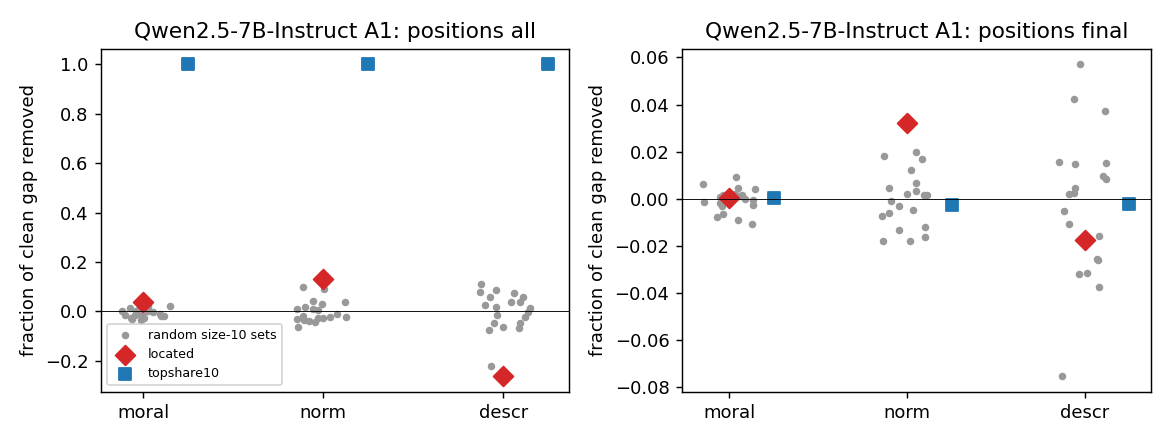 Qwen2.5-7B-Instruct A1: positions all
fraction of clean gap removed
1.0
0.8
0.6
0.4
0.2
0.0
−0.2
random size-10 sets
located
topshare10
moral norm descr
Qwen2.5-7B-Instruct A1: positions final
fraction of clean gap removed
0.06
0.04
0.02
0.00
−0.02
−0.04
−0.06
−0.08
moral norm descr